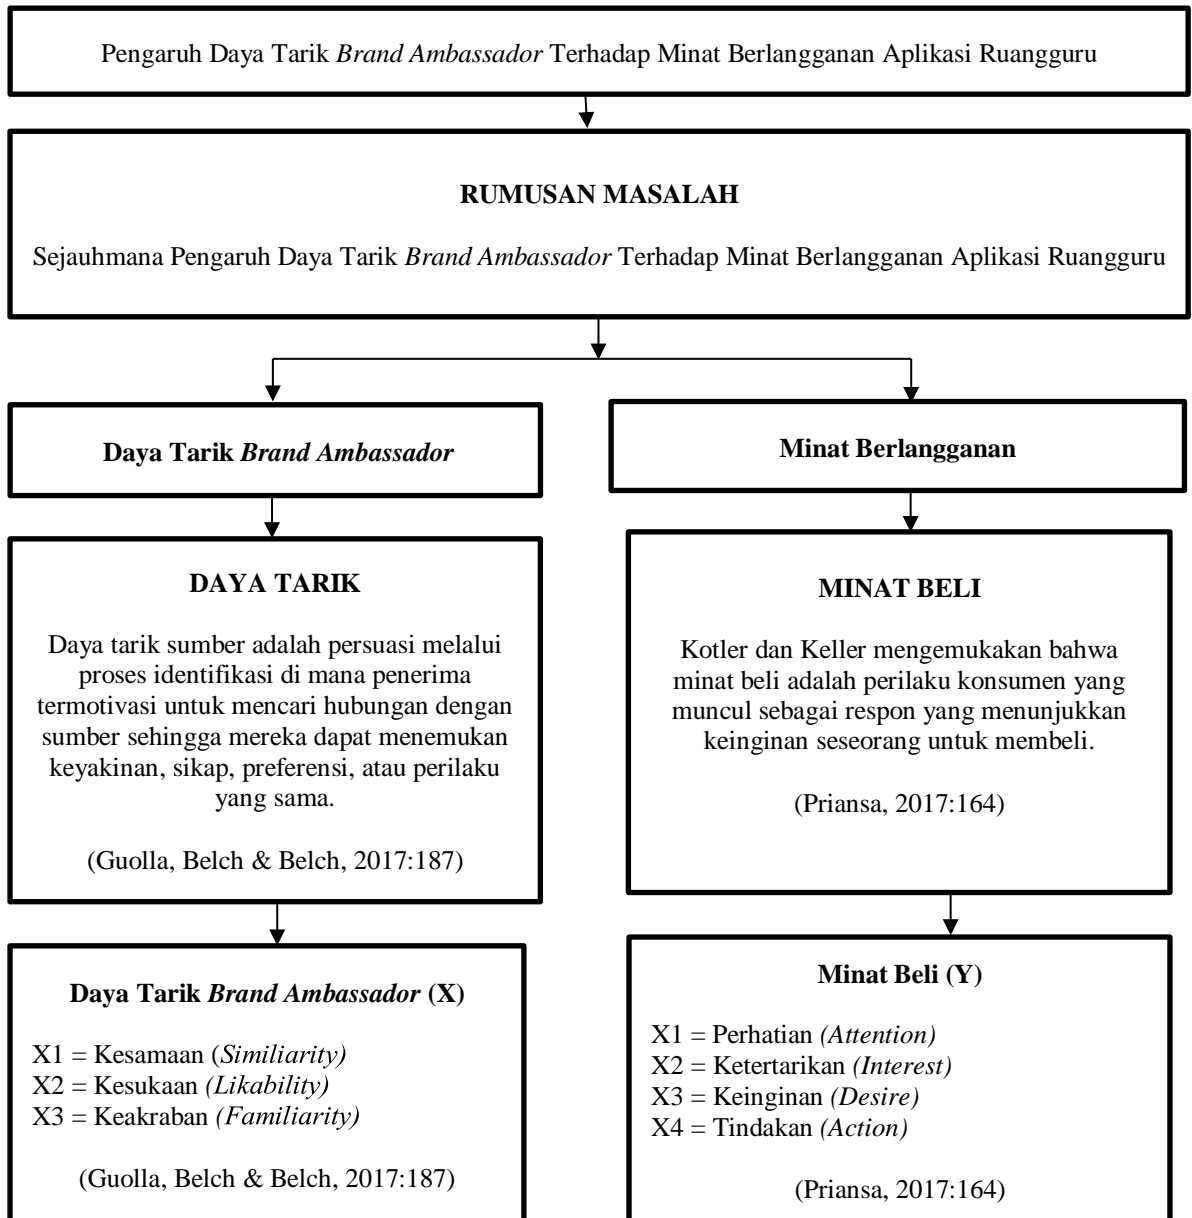 Pengaruh Daya Tarik Brand Ambassador Terhadap Minat Berlangganan Aplikasi Ruangguru
RUMUSAN MASALAH
Sejauhmana Pengaruh Daya Tarik Brand Ambassador Terhadap Minat Berlangganan Aplikasi Ruangguru
Daya Tarik Brand Ambassador
Minat Berlangganan
DAYA TARIK
Daya tarik sumber adalah persuasi melalui
proses identifikasi di mana penerima
termotivasi untuk mencari hubungan dengan
sumber sehingga mereka dapat menemukan
keyakinan, sikap, preferensi, atau perilaku
yang sama.
(Guolla, Belch & Belch, 2017:187)
MINAT BELI
Kotler dan Keller mengemukakan bahwa
minat beli adalah perilaku konsumen yang
muncul sebagai respon yang menunjukkan
keinginan seseorang untuk membeli.
(Priansa, 2017:164)
Daya Tarik Brand Ambassador (X)
X1 = Kesamaan (Similiarity)
X2 = Kesukaan (Likability)
X3 = Keakraban (Familiarity)
(Guolla, Belch & Belch, 2017:187)
Minat Beli (Y)
X1 = Perhatian (Attention)
X2 = Ketertarikan (Interest)
X3 = Keinginan (Desire)
X4 = Tindakan (Action)
(Priansa, 2017:164)